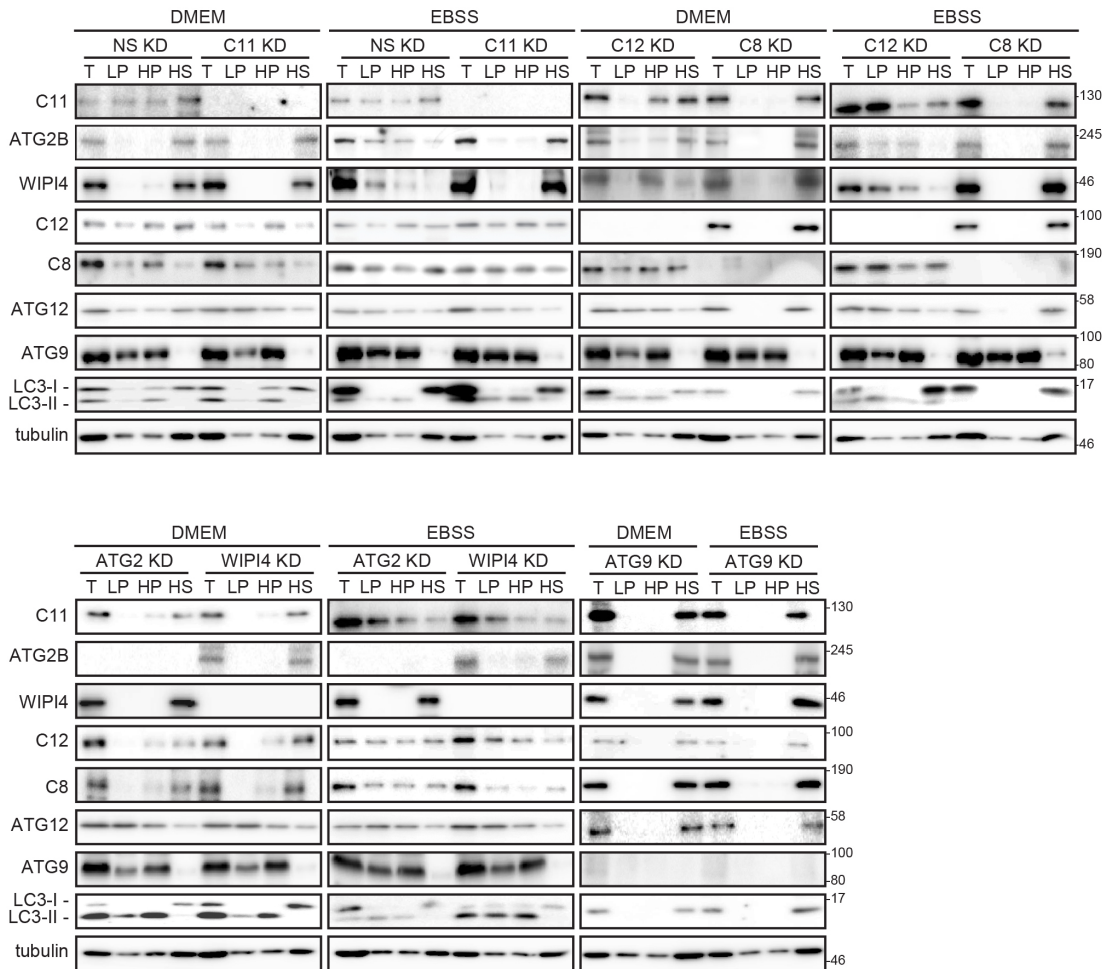 DMEM EBSS DMEM EBSS
NS KD C11 KD NS KD C11 KD C12 KD C8 KD C12 KD C8 KD
T LP HP HS T LP HP HS T LP HP HS T LP HP HS T LP HP HS T LP HP HS T LP HP HS T LP HP HS
C11 -130
ATG2B -245
WIPI4 -46
C12 -100
C8 -190
ATG12 -58
ATG9 -100
-80
LC3-I - -17
LC3-II -
tubulin -46
DMEM EBSS DMEM EBSS
ATG2 KD WIPI4 KD ATG2 KD WIPI4 KD ATG9 KD ATG9 KD
T LP HP HS T LP HP HS T LP HP HS T LP HP HS T LP HP HS T LP HP HS
C11 -130
ATG2B -245
WIPI4 -46
C12 -100
C8 -190
ATG12 -58
ATG9 -100
-80
LC3-I - -17
LC3-II -
tubulin -46